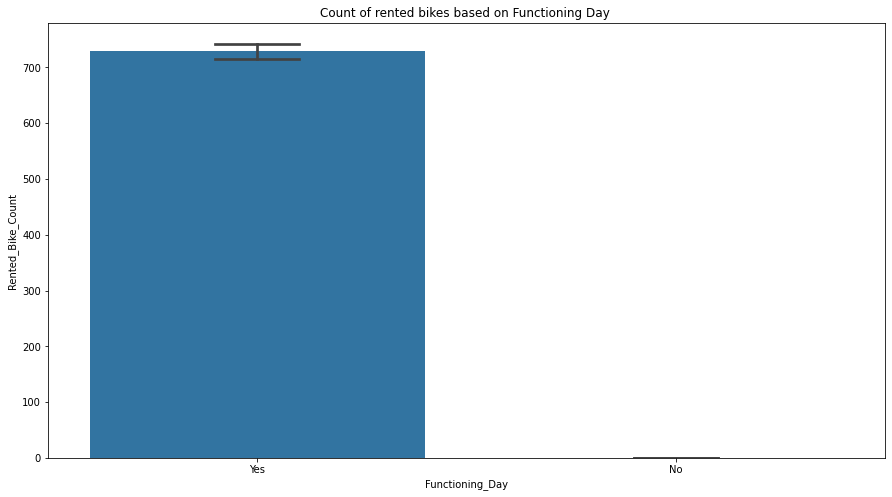 Count of rented bikes based on Functioning Day
Rented_Bike_Count
700
600
500
400
300
200
100
0
Yes
No
Functioning_Day